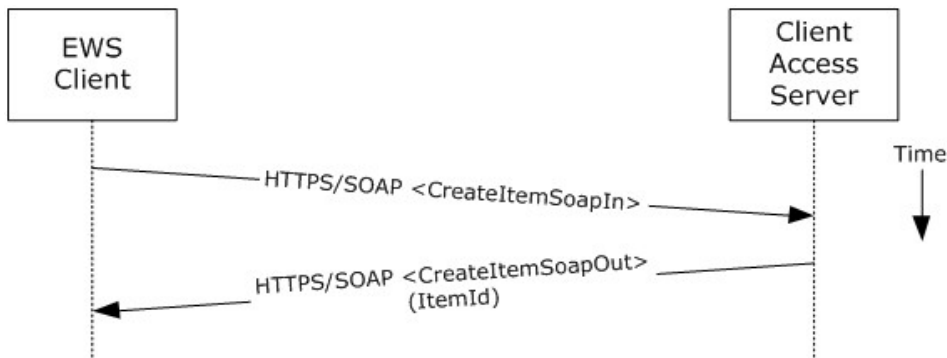 EWS
Client
Client
Access
Server
Time
HTTPS/SOAP <CreateItemSoapIn>
HTTPS/SOAP <CreateItemSoapOut>
(ItemId)